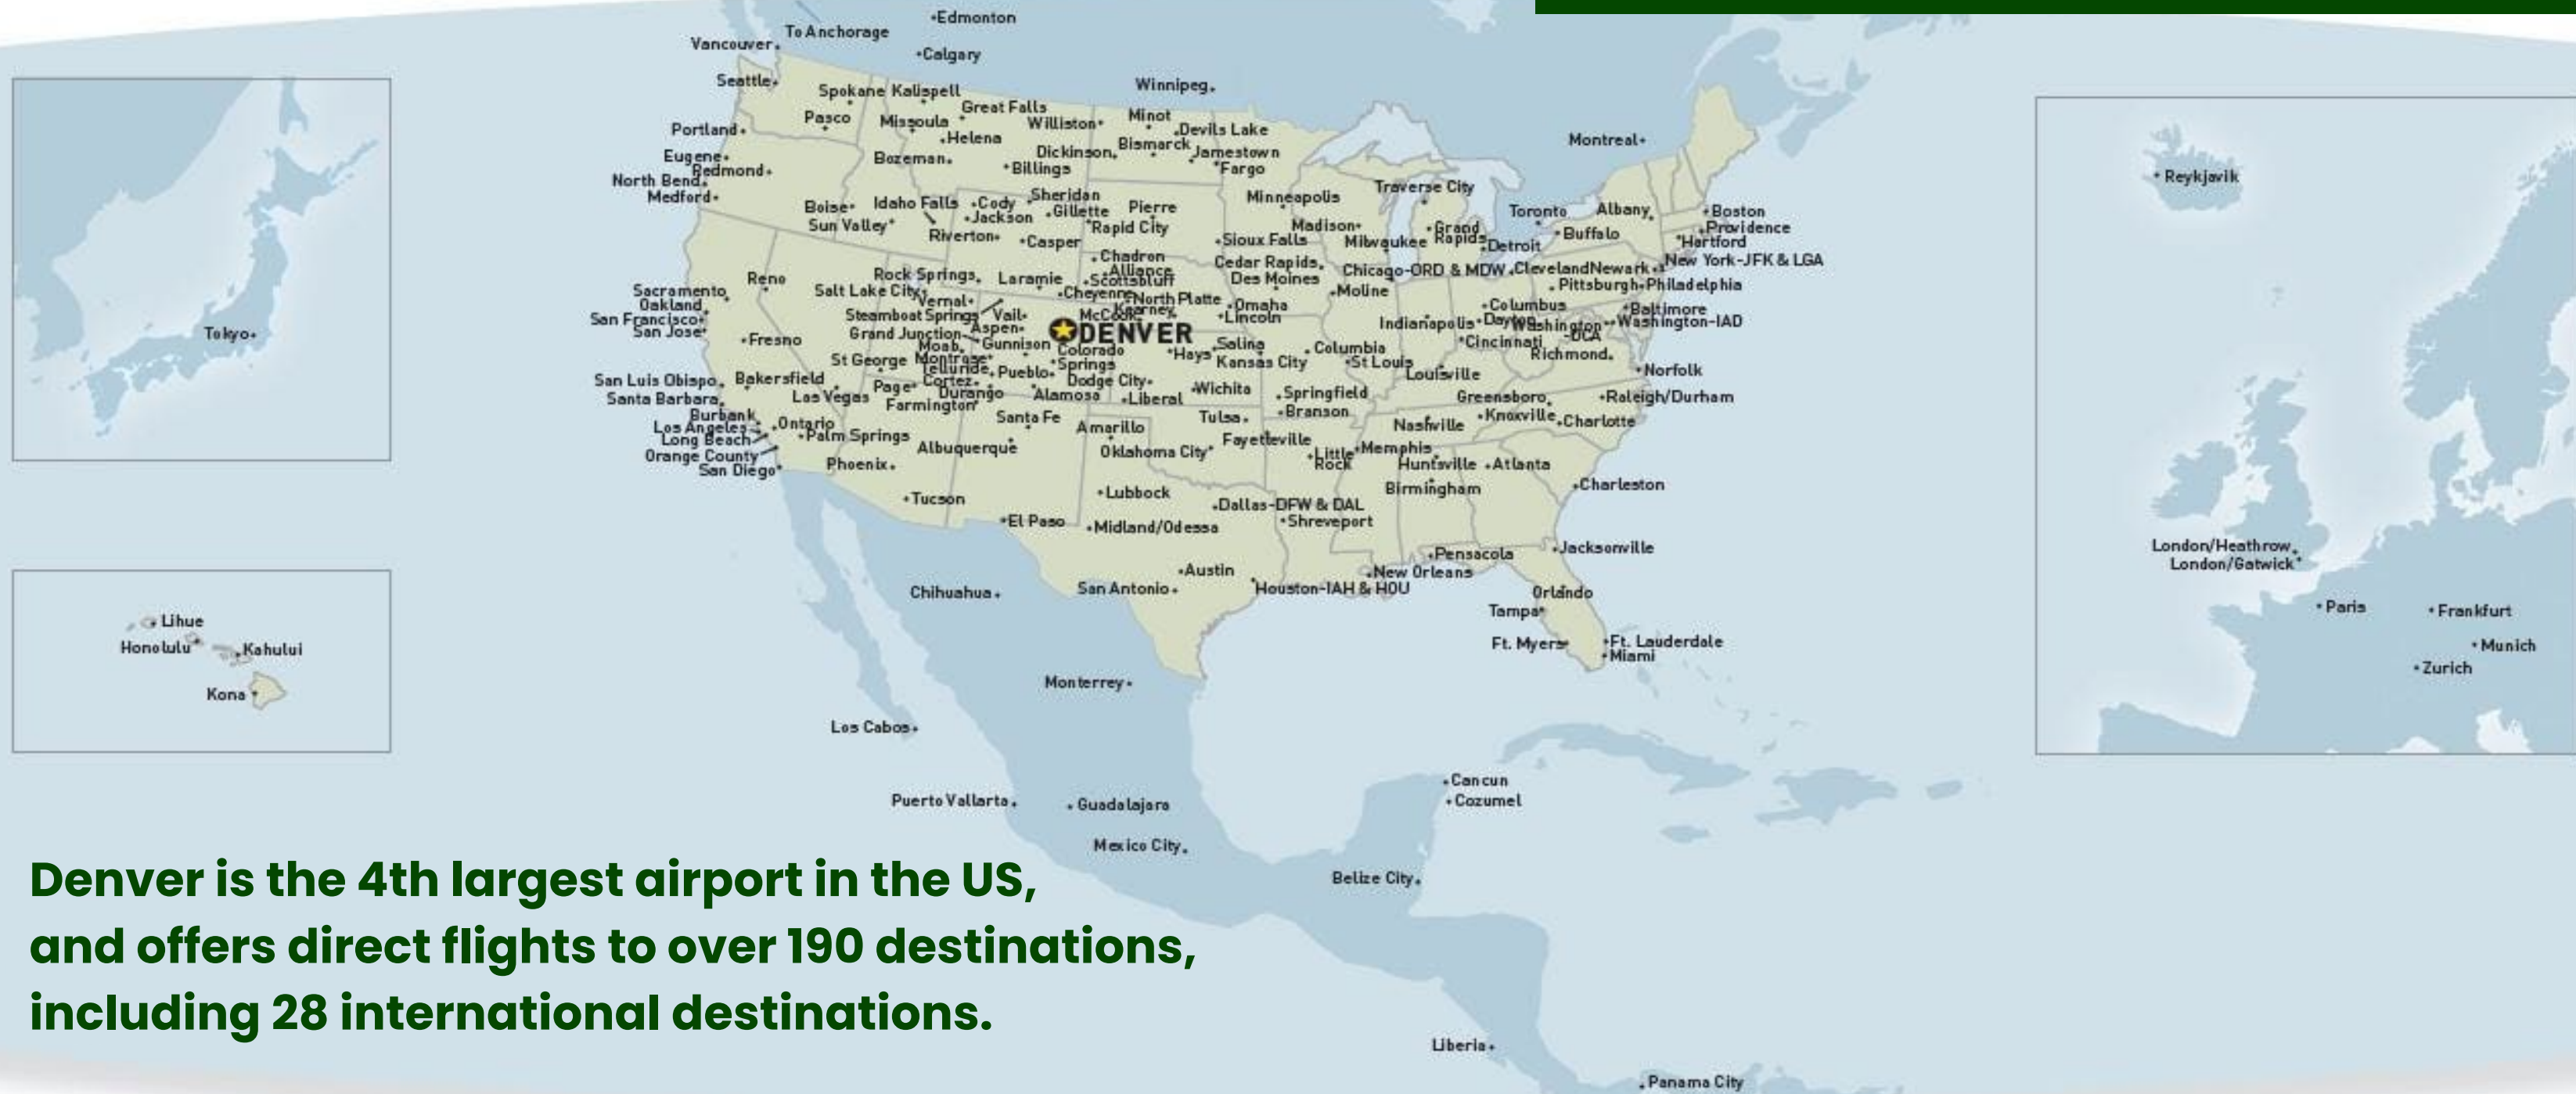 Edmonton
To Anchorage
Vancouver
Calgary
Seattle
Winnipeg
Spokane
Kalispell
Great Falls
Pasco
Missoula
Williston
Minot
Portland
Helena
Devils Lake
Montreal
Eugene
Bozeman
Dickinson
Bismarck
Jamestown
Redmond
Billings
Fargo
North Bend
Medford
Boise
Idaho Falls
Cody
Sheridan
Minneapolis
Traverse City
Reykjavik
Sun Valley
Jackson
Gillette
Pierre
Toronto
Albany
Boston
Riverton
Casper
Rapid City
Madison
Grand
Rapids
Buffalo
Providence
Sioux Falls
Milwaukee
Detroit
Hartford
Chadron
Alliance
Cedar Rapids
Chicago-ORD & MDW
Cleveland
Newark
New York-JFK & LGA
Reno
Rock Springs
Laramie
Scottsbluff
Des Moines
Sacramento
Salt Lake City
Vernal
Cheyenne
North Platte
Moline
Pittsburgh
Philadelphia
Oakland
Steamboat Springs
Vail
McCook
Kearney
Omaha
Columbus
Baltimore
San Francisco
Lincoln
Indianapolis
Dayton
Washington
-DCA
Washington-IAD
San Jose
Grand Junction
Aspen
DENVER
Tokyo
Fresno
Moab
Gunnison
Colorado
Springs
Hays
Salina
Columbia
Cincinnati
Richmond
St George
Montrose
Kansas City
St Louis
Telluride
Pueblo
Louisville
Norfolk
San Luis Obispo
Bakersfield
Page
Cortez
Dodge City
Wichita
Springfield
Santa Barbara
Las Vegas
Durango
Alamosa
Liberal
Greensboro
Raleigh/Durham
Farmington
Burbank
Ontario
Santa Fe
Amarillo
Tulsa
Branson
Nashville
Knoxville
Charlotte
Los Angeles
Palm Springs
Long Beach
Albuquerque
Oklahoma City
Fayetteville
Little
Rock
Memphis
Orange County
San Diego
Phoenix
Huntsville
Atlanta
Tucson
Lubbock
Birmingham
Charleston
Dallas-DFW & DAL
El Paso
Midland/Odessa
Shreveport
Pensacola
Jacksonville
London/Heathrow
London/Gatwick
Austin
New Orleans
Chihuahua
San Antonio
Houston-IAH & HOU
Orlando
Tampa
Paris
Frankfurt
Lihue
Honolulu
Kahului
Ft. Myers
Ft. Lauderdale
Miami
Munich
Zurich
Kona
Monterrey
Los Cabos
Cancun
Puerto Vallarta
Guadalajara
Cozumel
Mexico City
Belize City
Denver is the 4th largest airport in the US,
and offers direct flights to over 190 destinations,
including 28 international destinations.
Liberia
Panama City